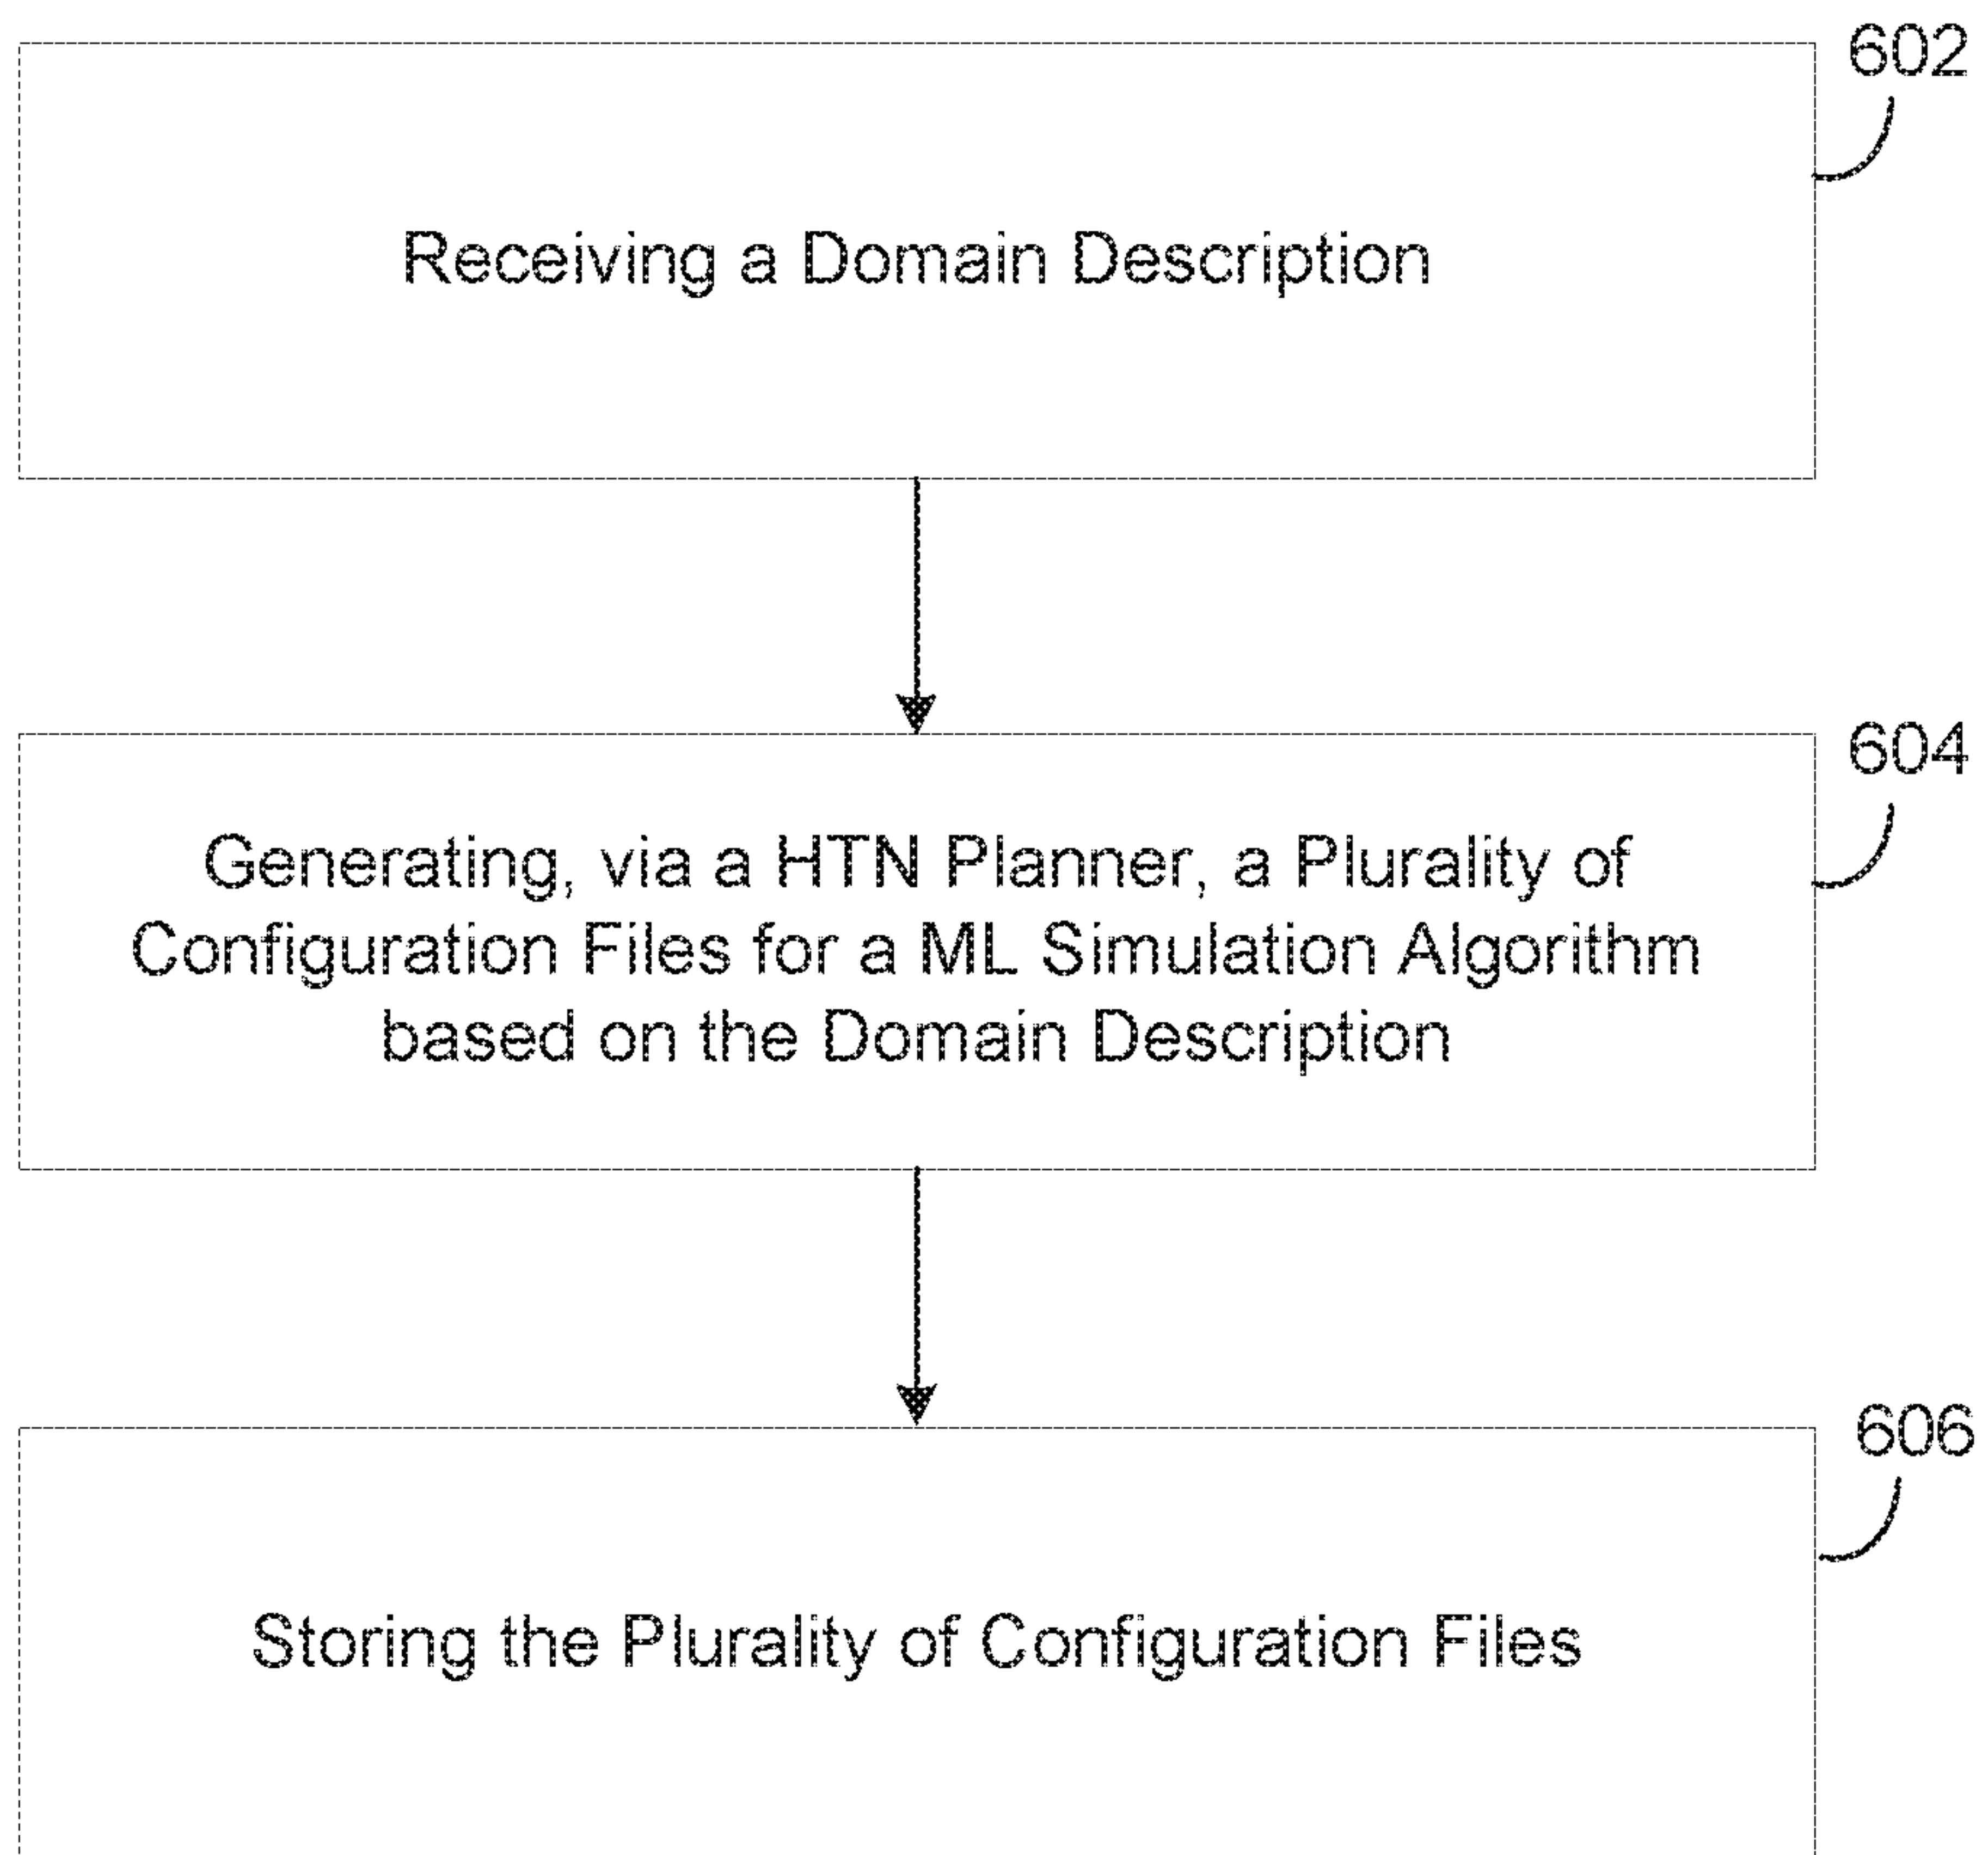 602
Receiving a Domain Description
604
Generating, via a HTN Planner, a Plurality of
Configuration Files for a ML Simulation Algorithm
based on the Domain Description
606
Storing the Plurality of Configuration Files